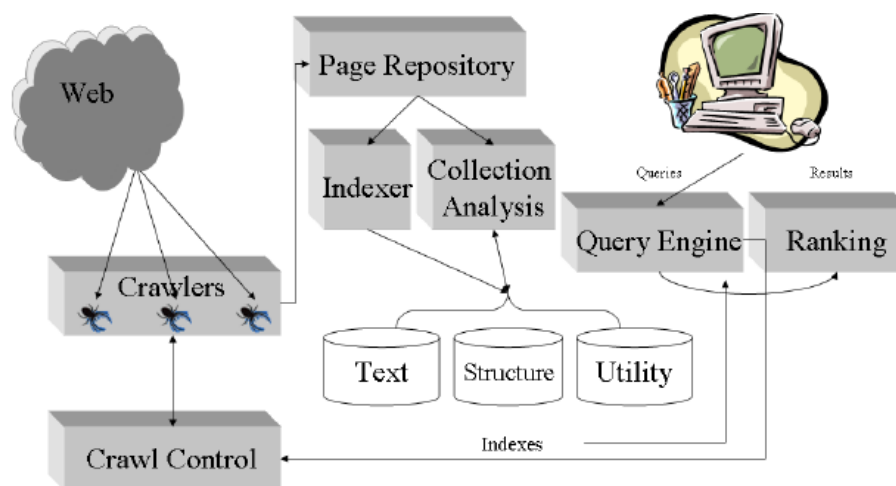 Web
Page Repository
Indexer
Collection
Analysis
Queries
Results
Query Engine
Ranking
Crawlers
Text
Structure
Utility
Indexes
Crawl Control